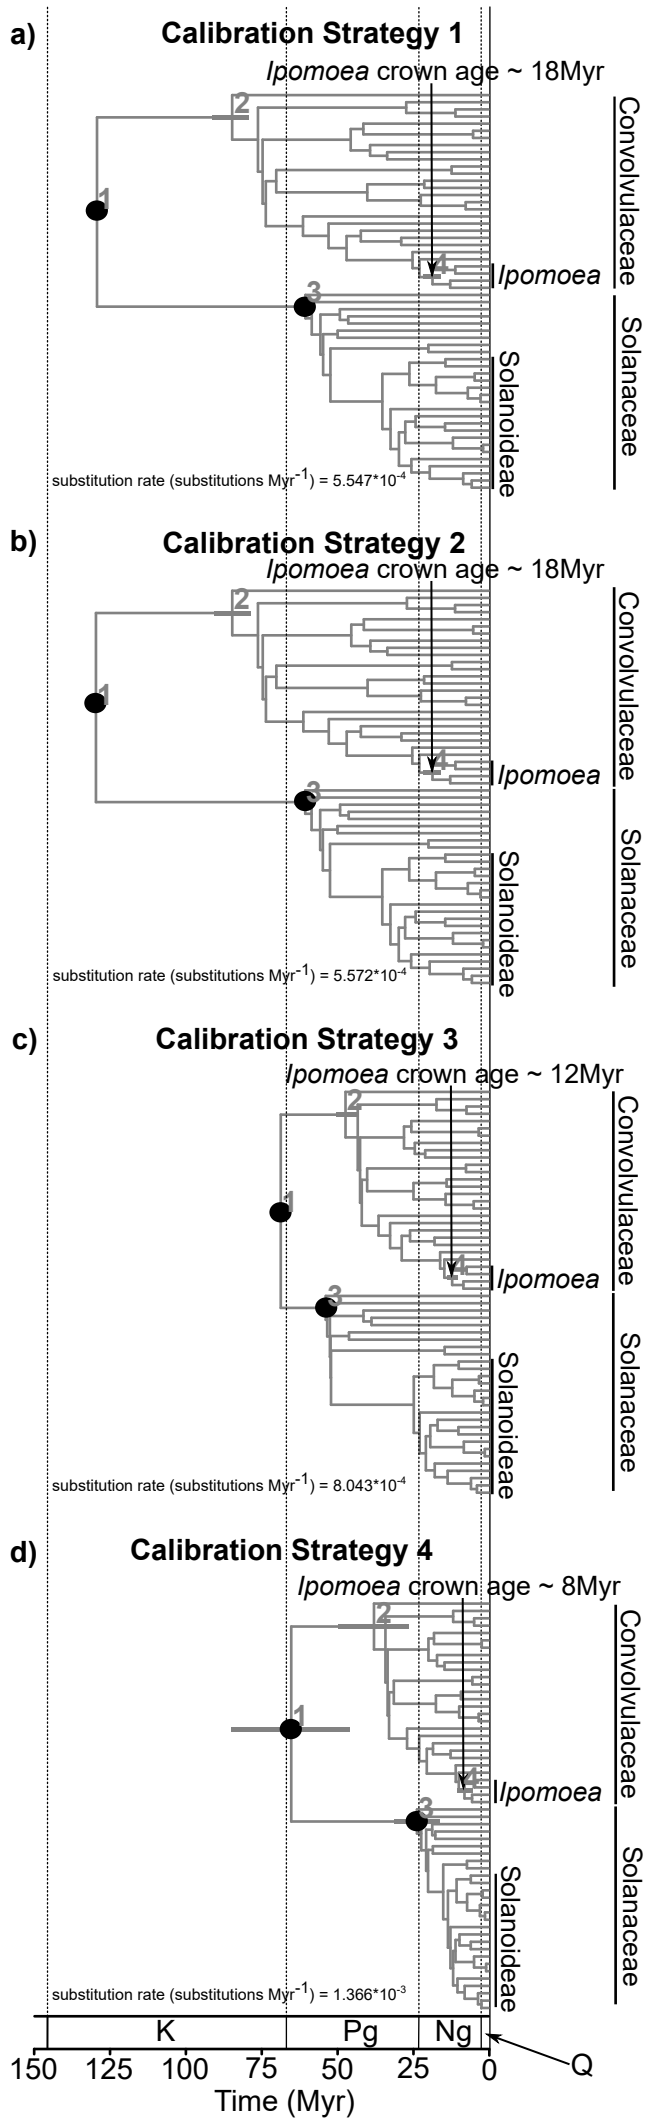 a)
Calibration Strategy 1
Ipomoea crown age ~ 18Myr
2
1
4
3
Convolvulaceae
Ipomoea
Solanaceae
Solanoideae
substitution rate (substitutions Myr-1) = 5.547*10-4
b)
Calibration Strategy 2
Ipomoea crown age ~ 18Myr
2
1
4
3
Convolvulaceae
Ipomoea
Solanaceae
Solanoideae
substitution rate (substitutions Myr-1) = 5.572*10-4
c)
Calibration Strategy 3
Ipomoea crown age ~ 12Myr
2
1
4
3
Convolvulaceae
Ipomoea
Solanaceae
Solanoideae
substitution rate (substitutions Myr-1) = 8.043*10-4
d)
Calibration Strategy 4
Ipomoea crown age ~ 8Myr
2
1
4
3
Convolvulaceae
Ipomoea
Solanaceae
Solanoideae
substitution rate (substitutions Myr-1) = 1.366*10-3
K Pg Ng Q
150 125 100 75 50 25 0
Time (Myr)